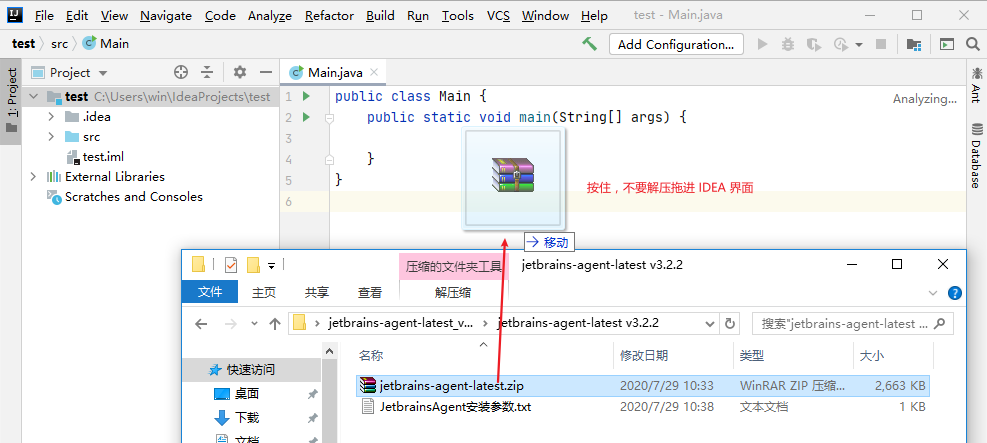 File Edit View Navigate Code Analyze Refactor Build Run Tools VCS Window Help test - Main.java
test src Main Add Configuration...
1: Project
Project
Main.java
test C:\Users\win\IdeaProjects\test
.idea
src
test.iml
External Libraries
Scratches and Consoles
1 public class Main {
2 public static void main(String[] args) {
3
4 }
5 }
6
Analyzing...
Ant
Database
按住，不要解压拖进 IDEA 界面
移动
压缩的文件夹工具 jetbrains-agent-latest v3.2.2
文件 主页 共享 查看 解压缩
jetbrains-agent-latest_v... jetbrains-agent-latest v3.2.2 搜索"jetbrains-agent-latest ...
快速访问
桌面
下载
文档
名称 修改日期 类型 大小
jetbrains-agent-latest.zip 2020/7/29 10:33 WinRAR ZIP 压缩... 2,663 KB
JetbrainsAgent安装参数.txt 2020/7/29 10:38 文本文档 1 KB